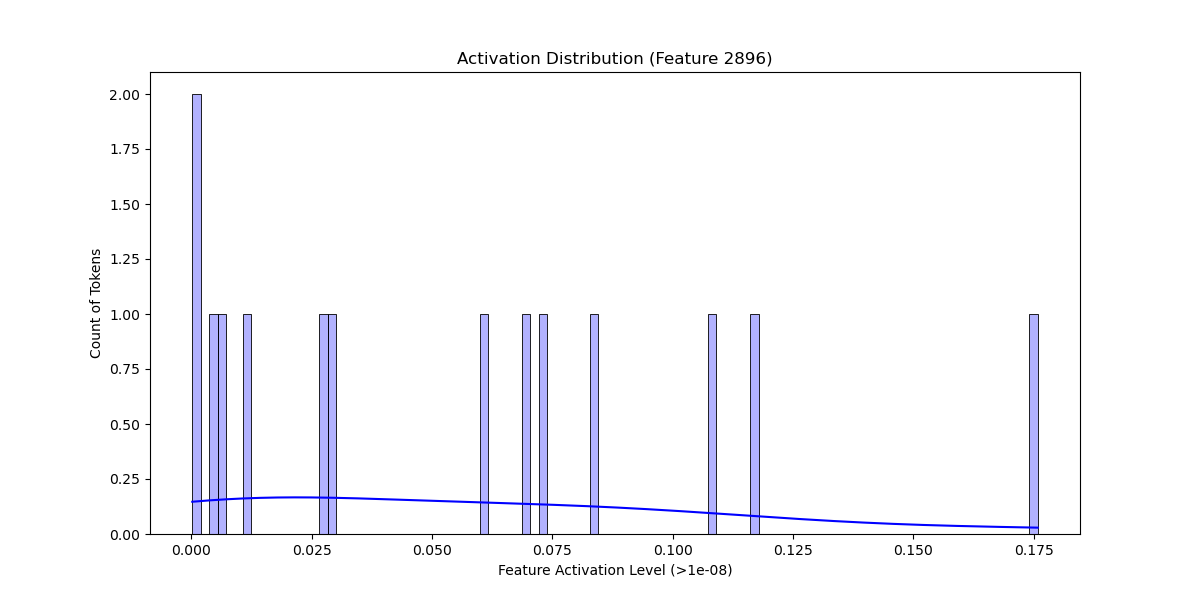 Activation Distribution (Feature 2896)
2.00
1.75
1.50
1.25
1.00
0.75
0.50
0.25
0.00
Count of Tokens
0.000 0.025 0.050 0.075 0.100 0.125 0.150 0.175
Feature Activation Level (>1e-08)